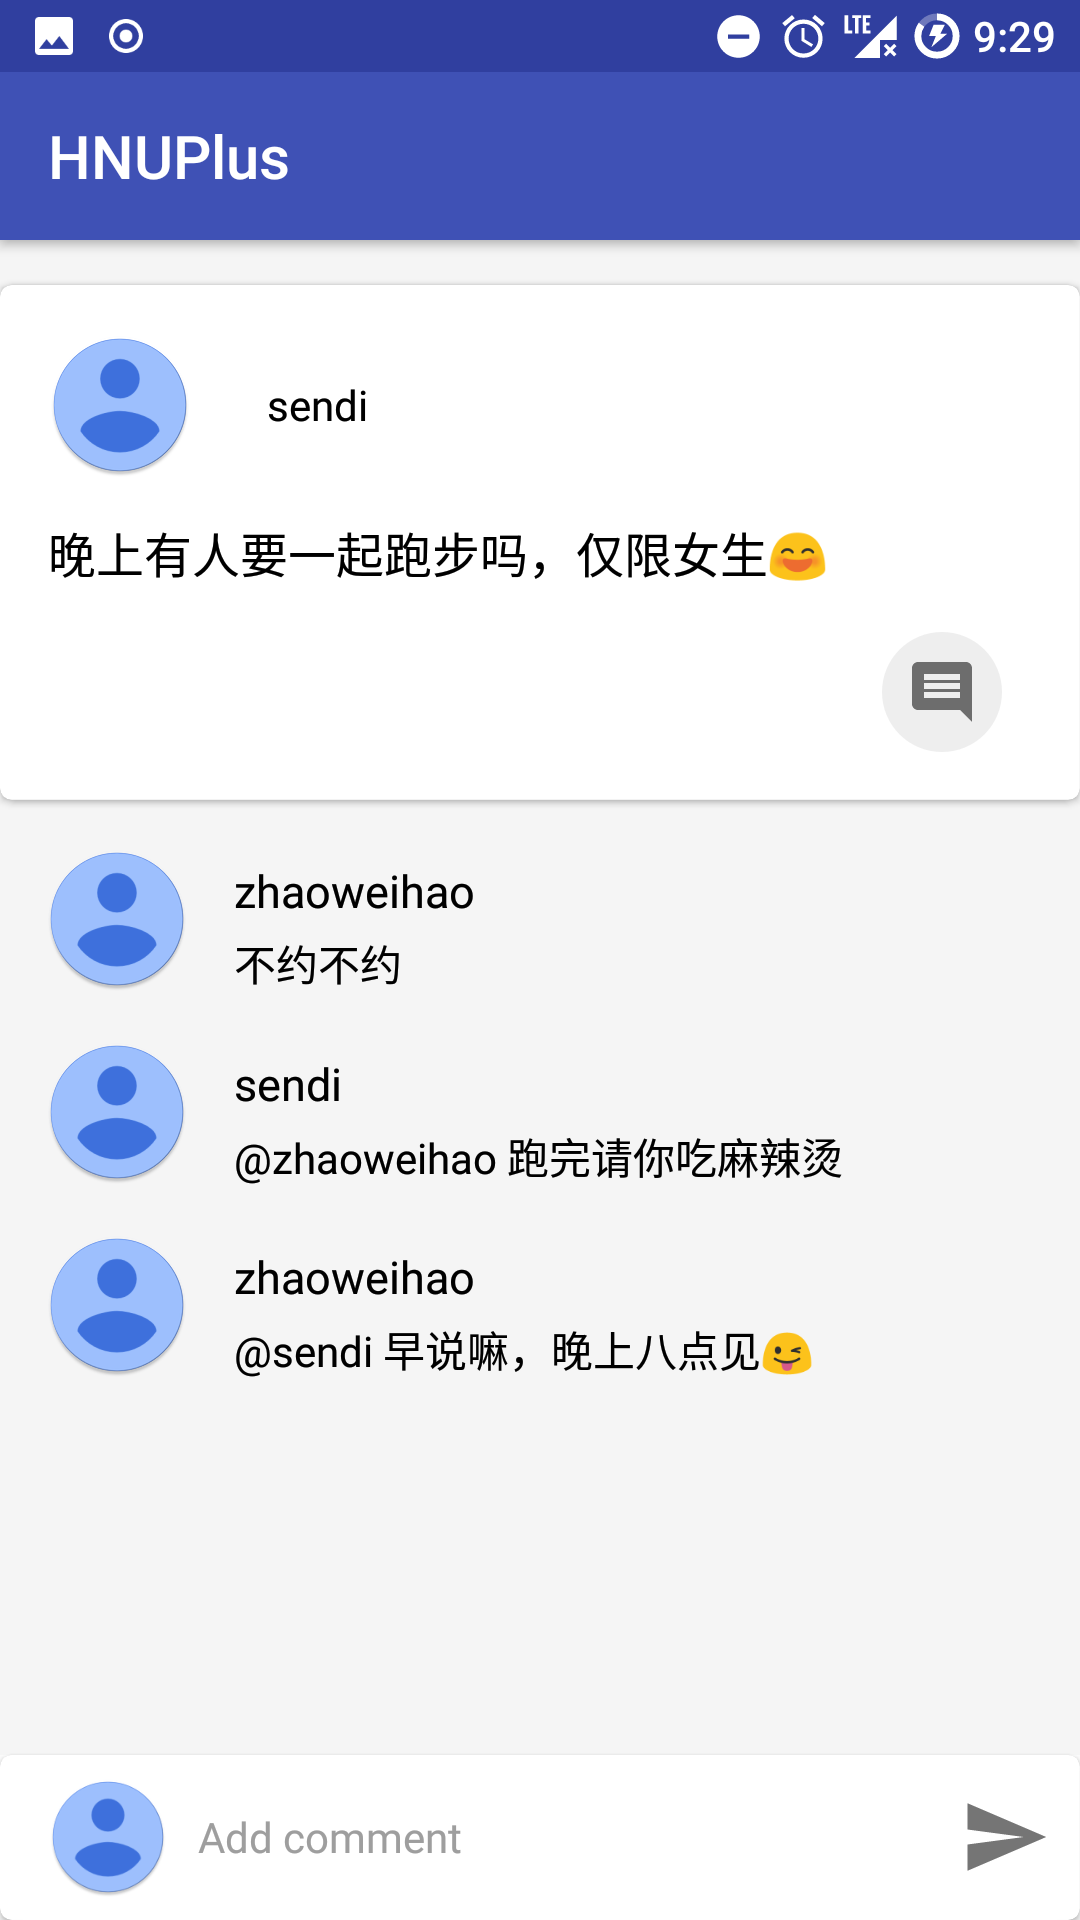 LTE 9:29
HNUPlus
sendi
晚上有人要一起跑步吗，仅限女生😊
zhaoweihao
不约不约
sendi
@zhaoweihao 跑完请你吃麻辣烫
zhaoweihao
@sendi 早说嘛，晚上八点见😜
Add comment